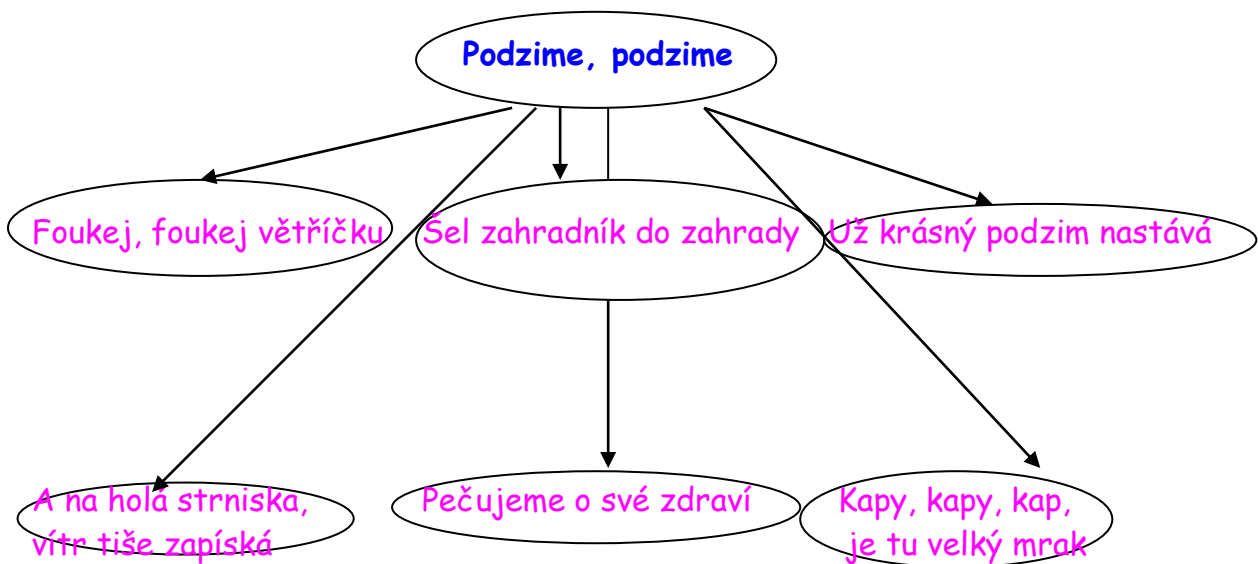 Podzime, podzime
Foukej, foukej větříčku
Šel zahradník do zahrady
Už krásný podzim nastává
A na holá strniska,
vítr tiše zapíská
Pečujeme o své zdraví
Kapy, kapy, kap,
je tu velký mrak